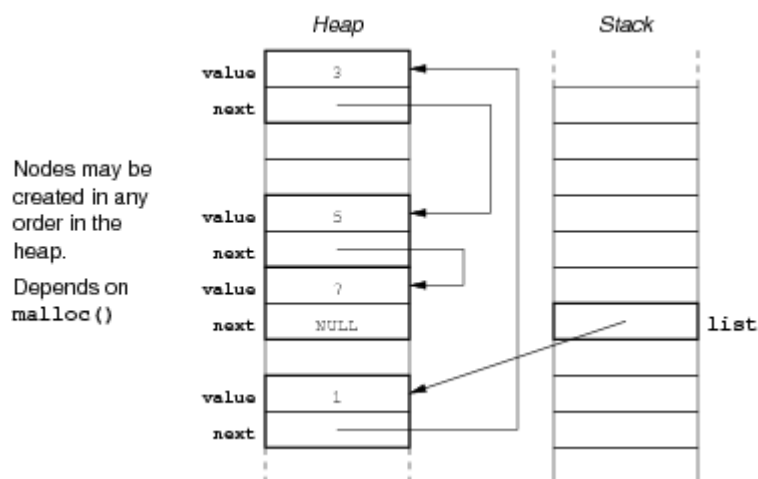 Heap
Stack
value 3
next
Nodes may be
created in any
order in the
heap.
Depends on
malloc()
value 5
next
value 7
next NULL
list
value 1
next